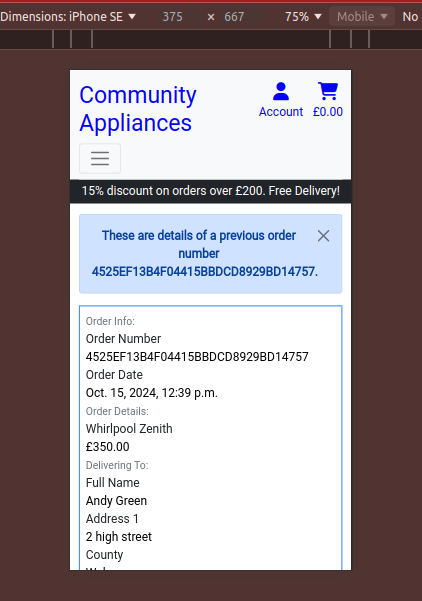 Dimensions: iPhone SE 375 × 667 75% Mobile No
Community
Appliances
Account £0.00
15% discount on orders over £200. Free Delivery!
These are details of a previous order
number
4525EF13B4F04415BBDCD8929BD14757.
Order Info:
Order Number
4525EF13B4F04415BBDCD8929BD14757
Order Date
Oct. 15, 2024, 12:39 p.m.
Order Details:
Whirlpool Zenith
£350.00
Delivering To:
Full Name
Andy Green
Address 1
2 high street
County